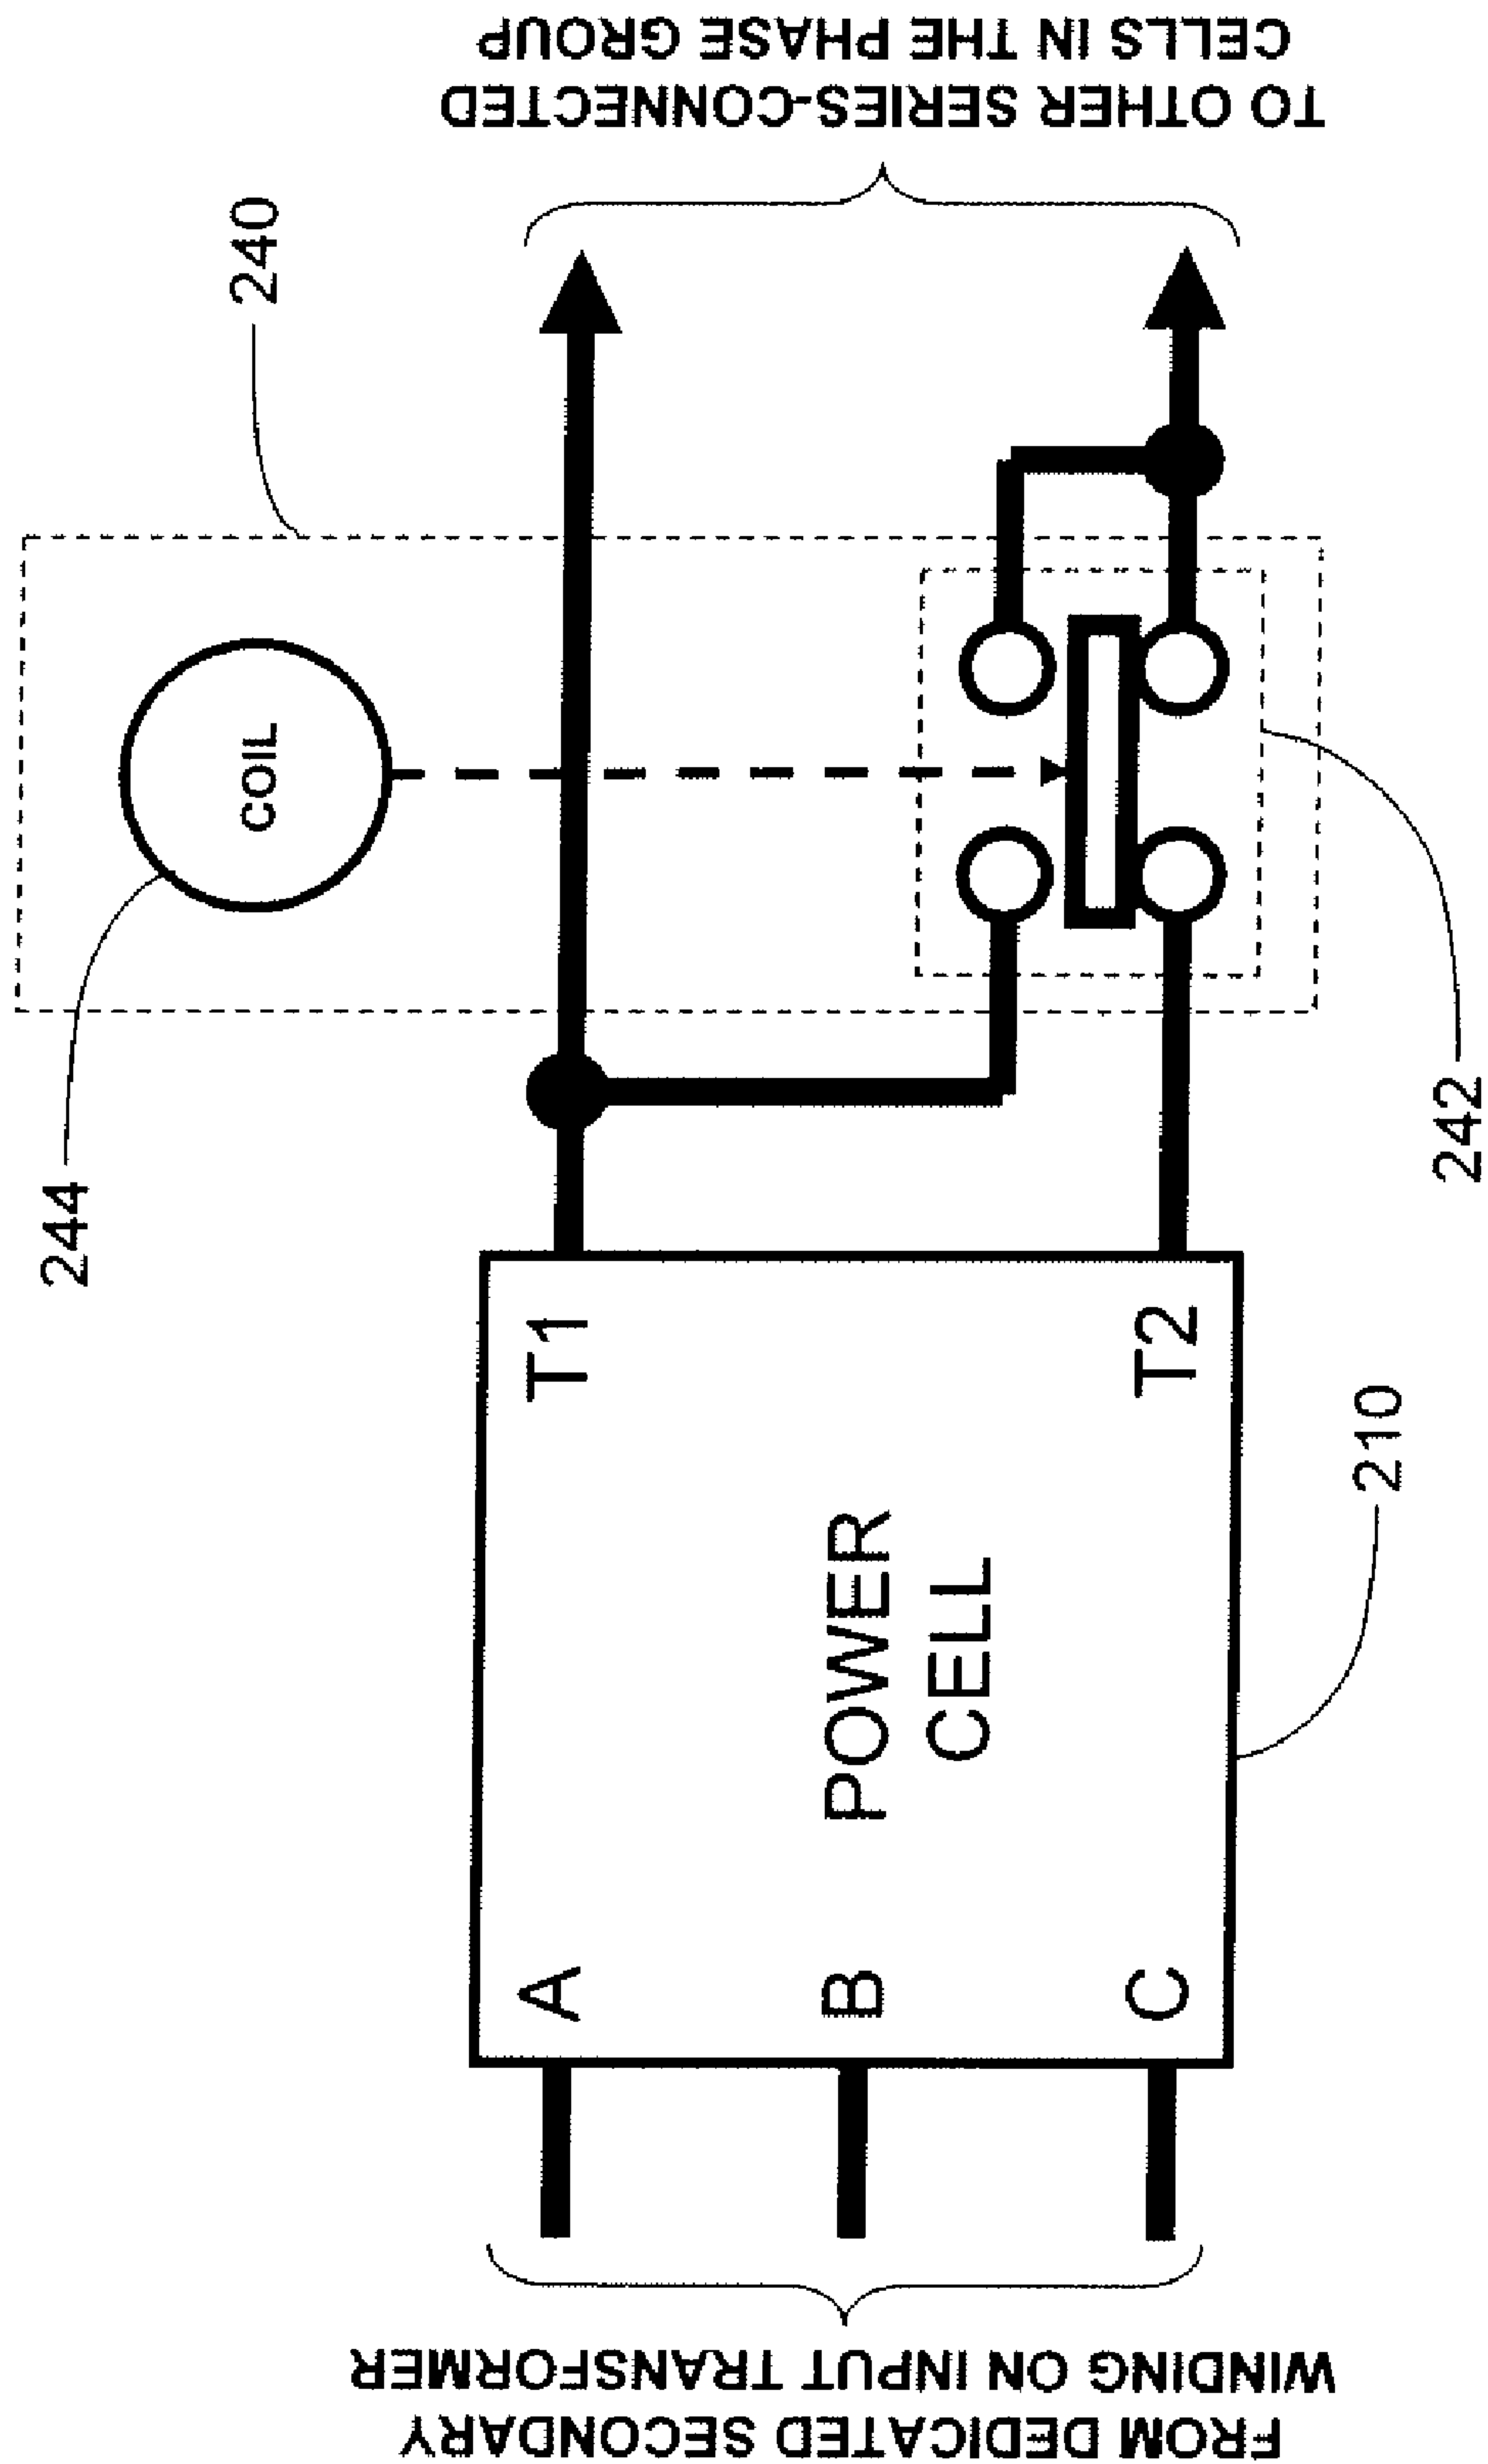 240
COIL
244
TO OTHER SERIES-CONNECTED
CELLS IN THE PHASE GROUP
A
T1
B
POWER
CELL
C
T2
242
210
FROM DEDICATED SECONDARY
WINDING ON INPUT TRANSFORMER